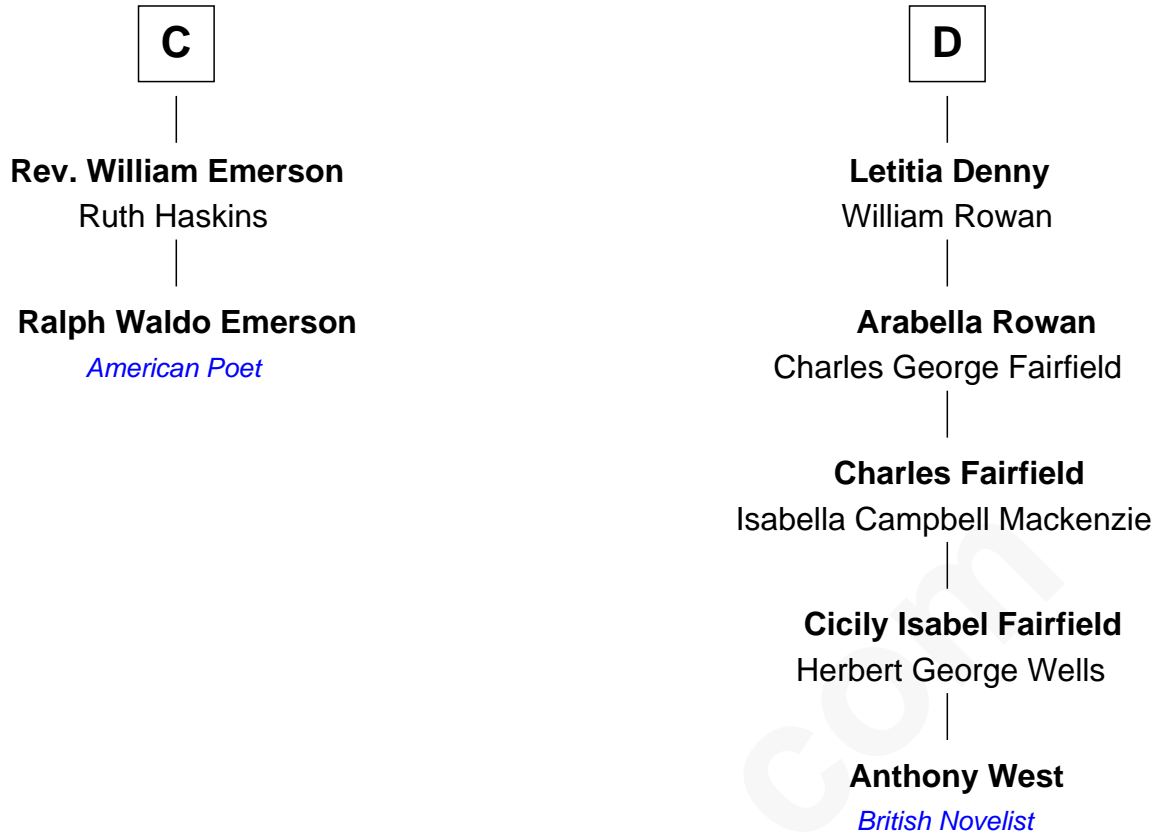 C
Rev. William Emerson
Ruth Haskins
Ralph Waldo Emerson
American Poet
D
Letitia Denny
William Rowan
Arabella Rowan
Charles George Fairfield
Charles Fairfield
Isabella Campbell Mackenzie
Cicily Isabel Fairfield
Herbert George Wells
Anthony West
British Novelist
com